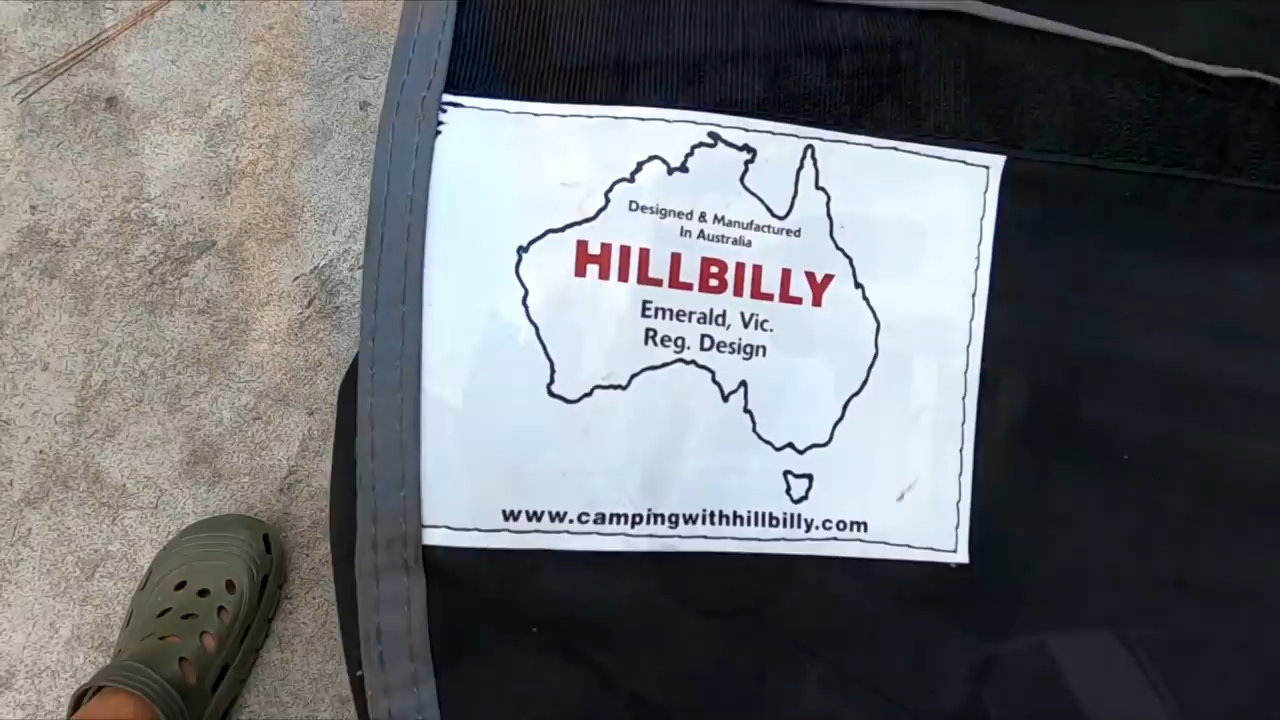 Designed & Manufactured
In Australia
HILLBILLY
Emerald, Vic.
Reg. Design
www.campingwithhillbilly.com